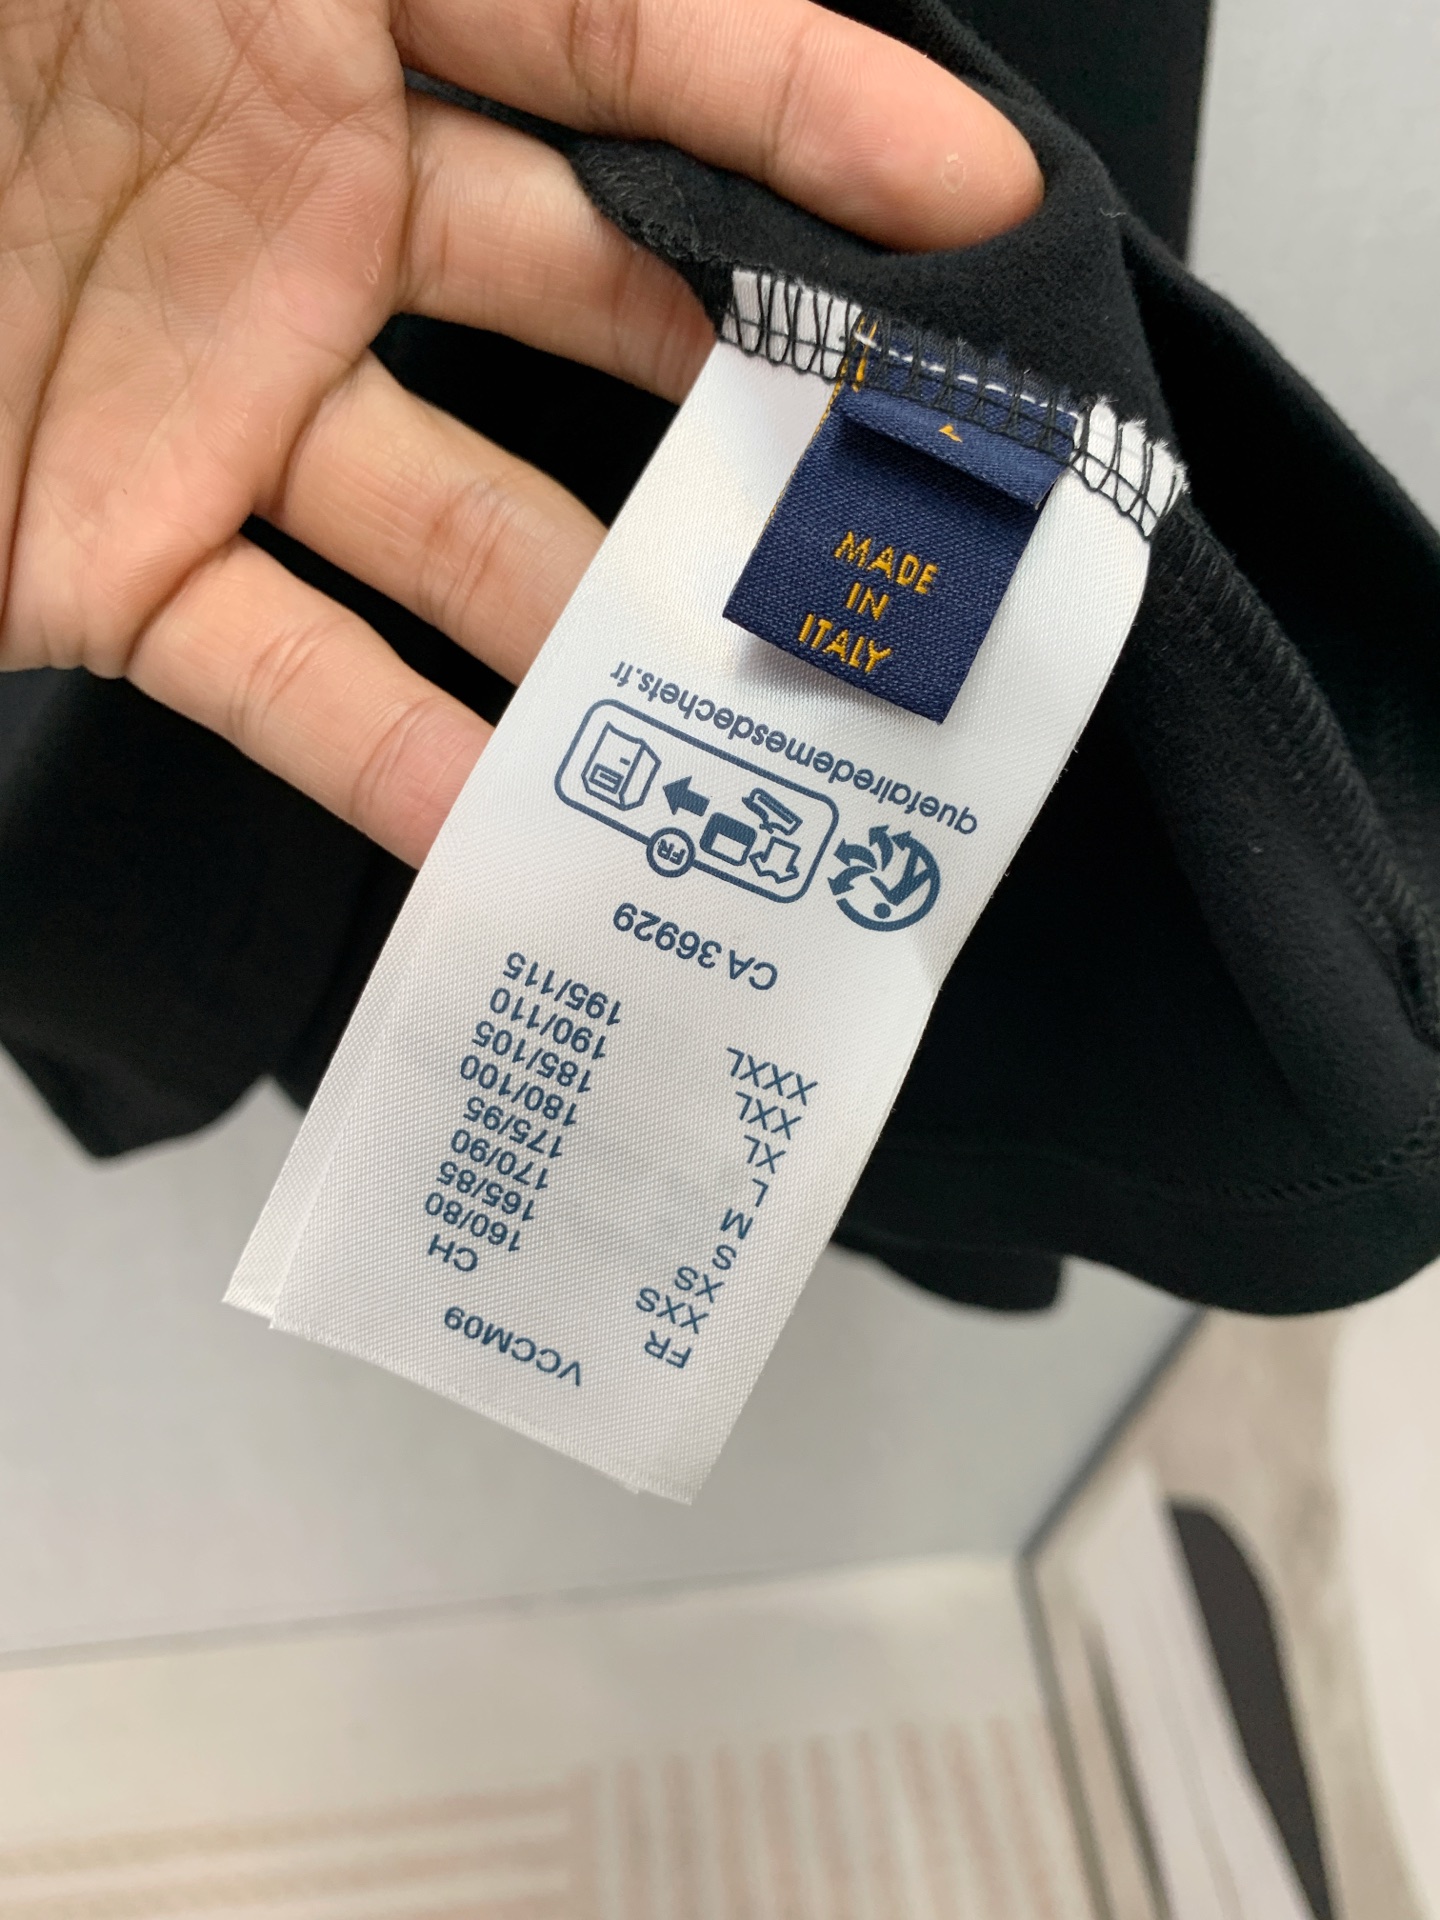 MADE
IN
ITALY
VCCM09
FR CH
XXS 160/80
XS 165/85
S 170/90
M 175/95
L 180/100
XL 185/105
XXL 190/110
XXXL 195/115
CA 36929
FR
quefairedemesdechets.fr